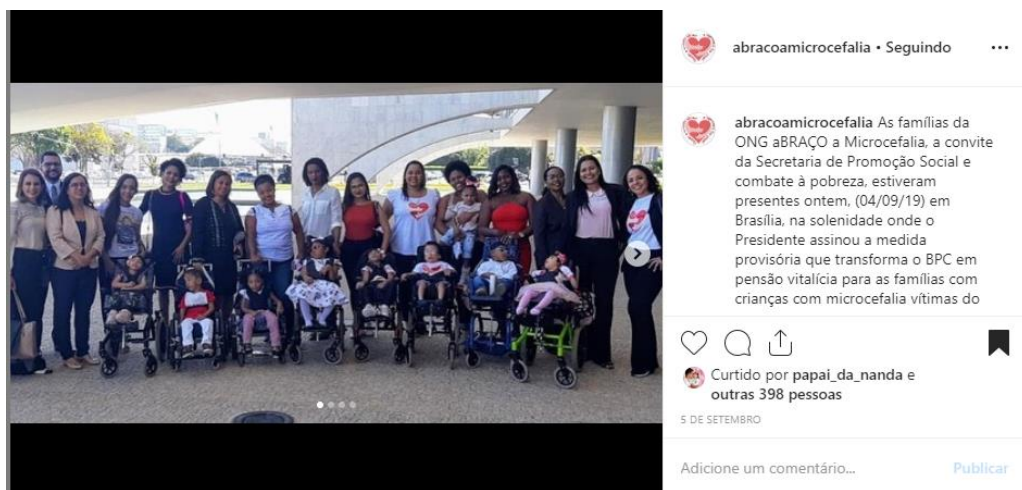 abracoamicrocefalia • Seguindo
abracoamicrocefalia As famílias da
ONG aBRAÇO a Microcefalia, a convite
da Secretaria de Promoção Social e
combate à pobreza, estiveram
presentes ontem, (04/09/19) em
Brasília, na solenidade onde o
Presidente assinou a medida
provisória que transforma o BPC em
pensão vitalícia para as famílias com
crianças com microcefalia vítimas do
Curtido por papai_da_nanda e
outras 398 pessoas
5 DE SETEMBRO
Adicione um comentário... Publicar